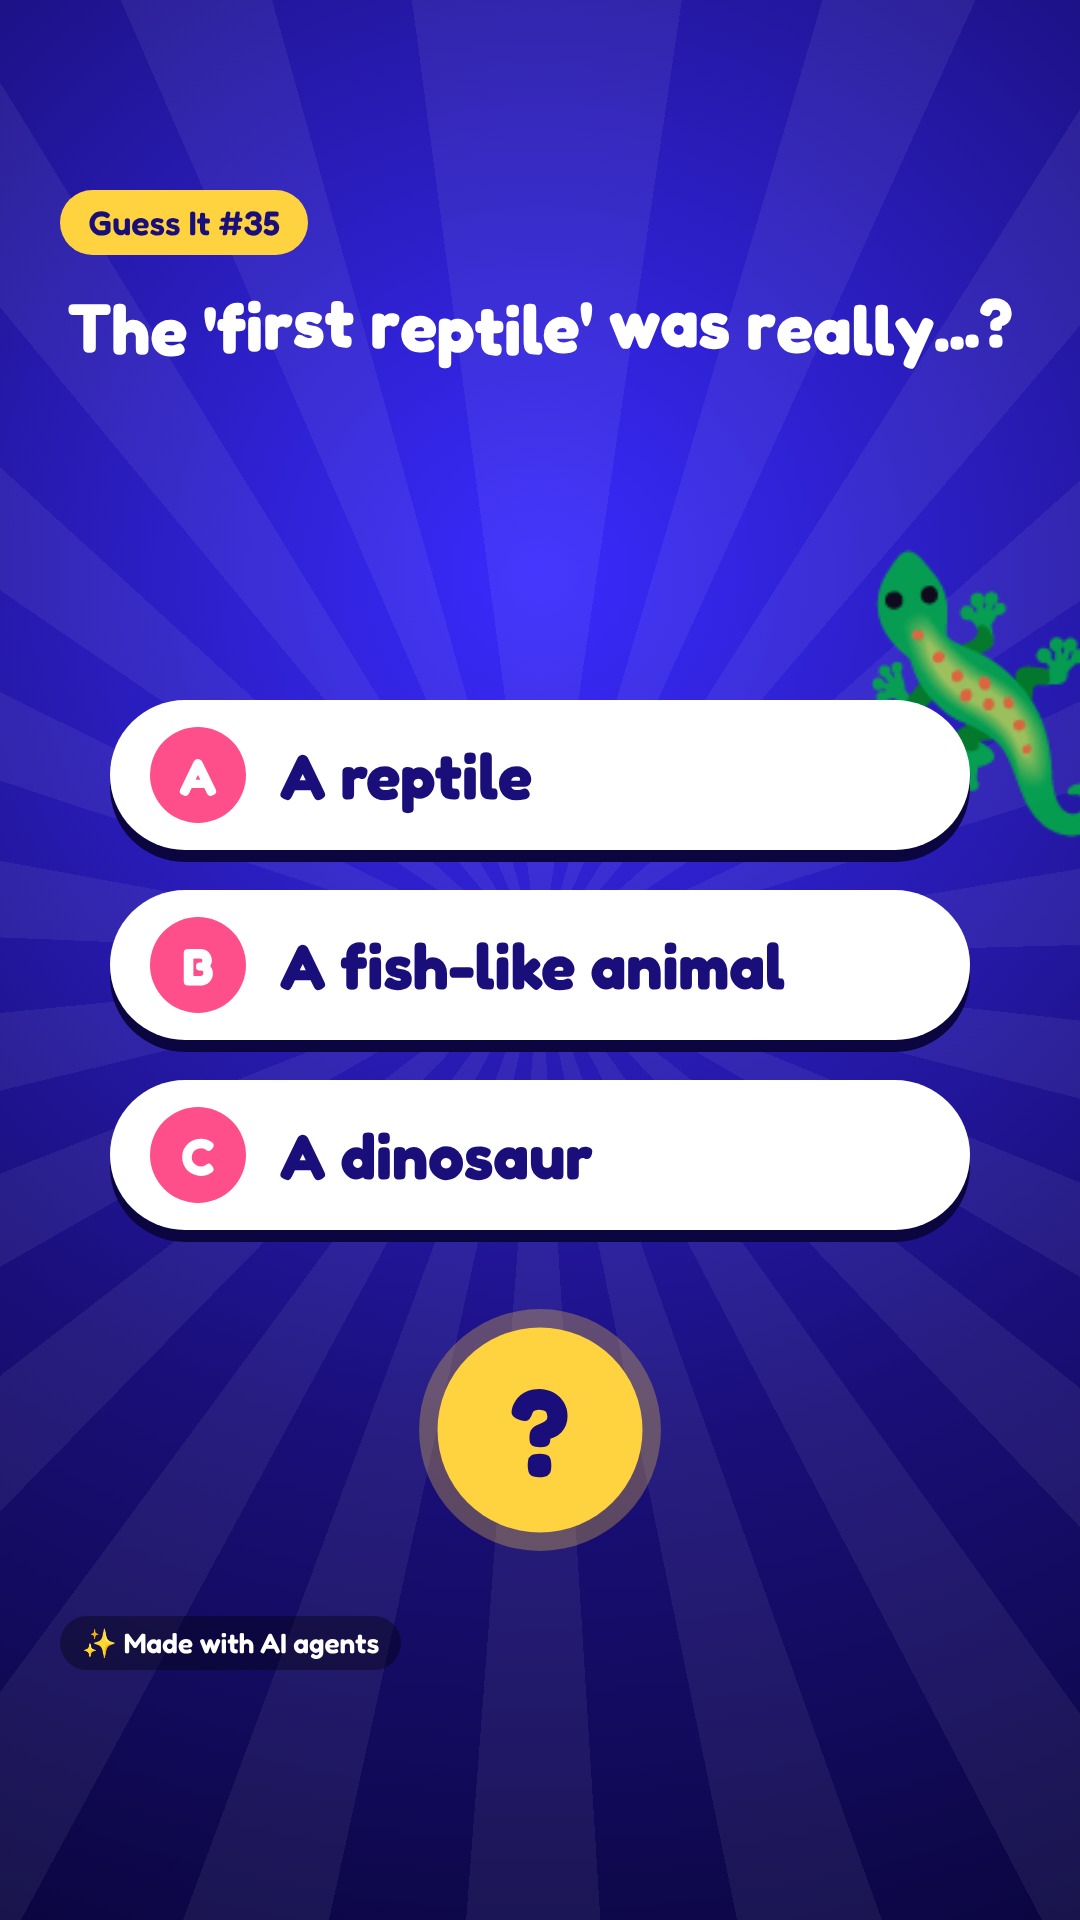 Guess It #35
The 'first reptile' was really...?
A A reptile
B A fish-like animal
C A dinosaur
?
✨ Made with AI agents